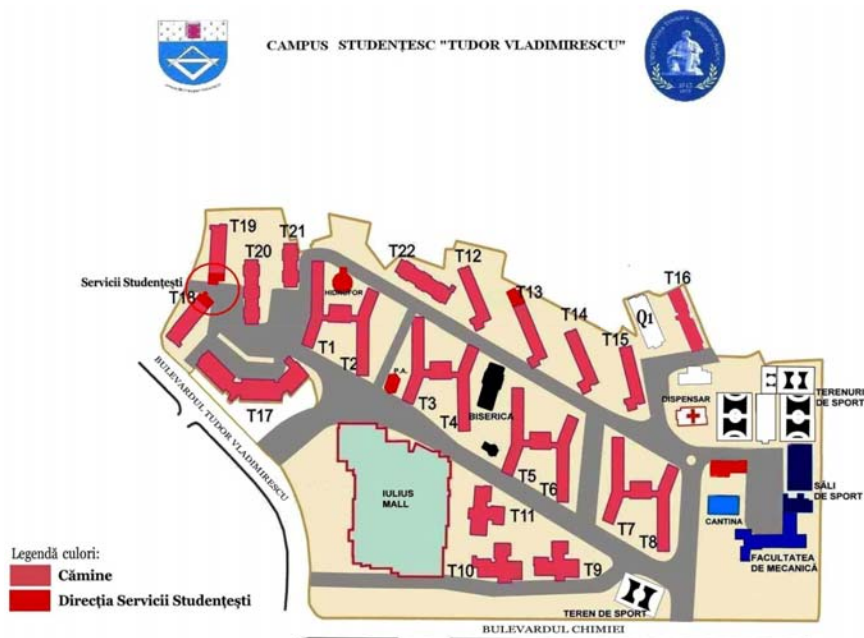 CAMPUS STUDENȚESC "TUDOR VLADIMIRESCU"
T19
T21
T20
T22
T12
T16
Servicii Studențești
T18
HIDROFOR
T13
Q1
T14
T15
T1
T2
P.A.
T3
T4
BISERICA
DISPENSAR
TERENURI
DE SPORT
T17
T5
T6
IULIUS
MALL
T11
T7
T8
CANTINA
SĂLI
DE SPORT
FACULTATEA
DE MECANICĂ
T10
T9
TEREN DE SPORT
BULEVARDUL TUDOR VLADIMIRESCU
BULEVARDUL CHIMIEI
Legendă culori:
Cămine
Direcția Servicii Studențești